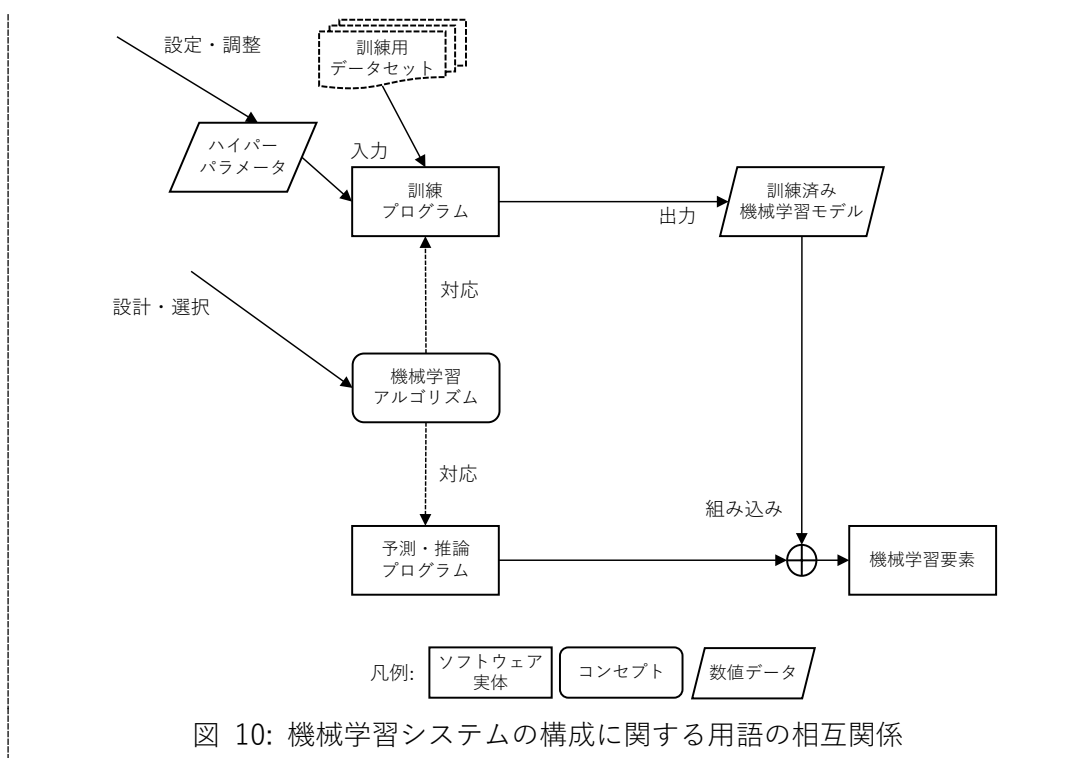 設定・調整
訓練用
データセット
ハイパー
パラメータ
入力
訓練
プログラム
出力
訓練済み
機械学習モデル
対応
設計・選択
機械学習
アルゴリズム
対応
組み込み
予測・推論
プログラム
機械学習要素
凡例:
ソフトウェア
実体
コンセプト
数値データ
図 10: 機械学習システムの構成に関する用語の相互関係